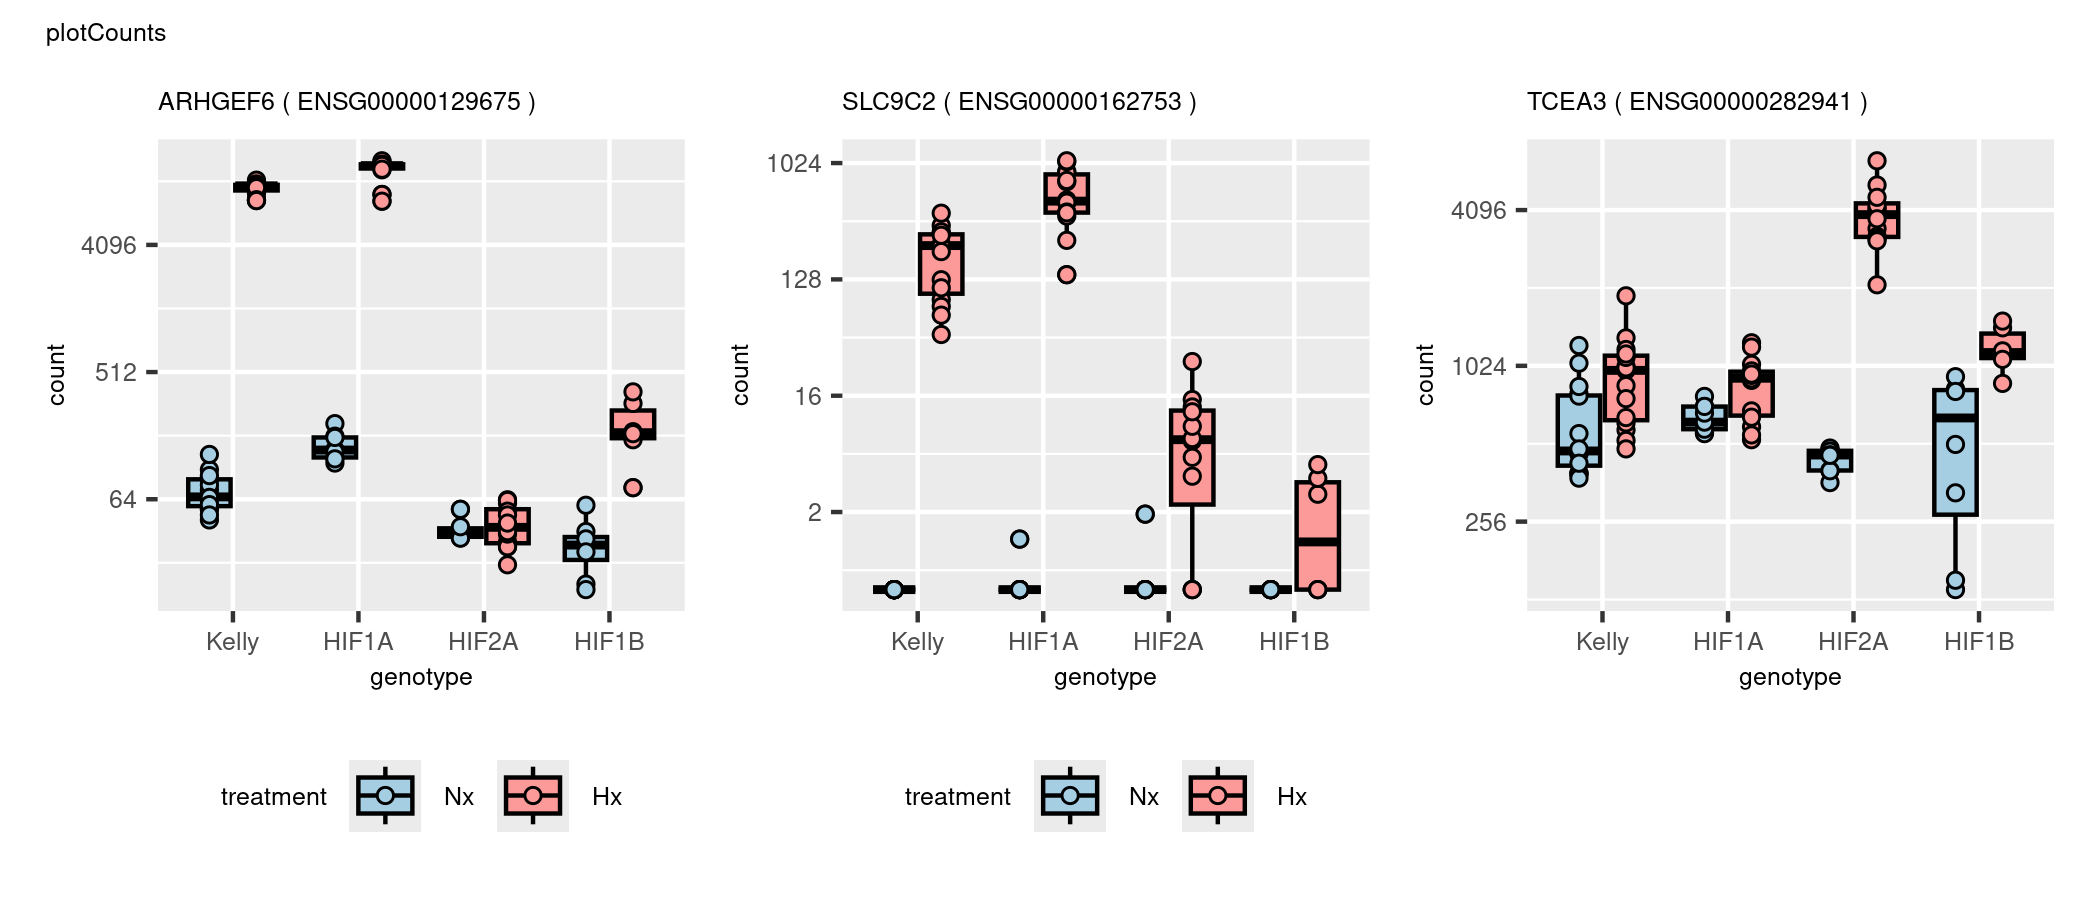 plotCounts
ARHGEF6 ( ENSG00000129675 )
count
4096
512
64
Kelly HIF1A HIF2A HIF1B
genotype
treatment Nx Hx
SLC9C2 ( ENSG00000162753 )
count
1024
128
16
2
Kelly HIF1A HIF2A HIF1B
genotype
treatment Nx Hx
TCEA3 ( ENSG00000282941 )
count
4096
1024
256
Kelly HIF1A HIF2A HIF1B
genotype